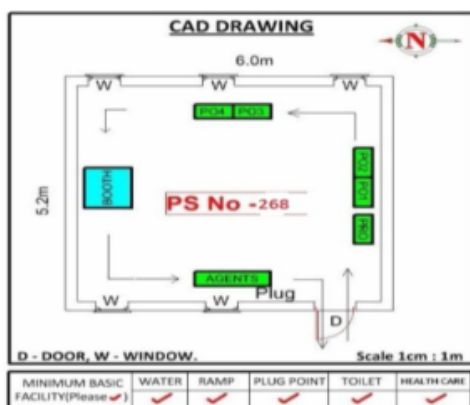 CAD DRAWING
N
6.0m
W W W
PO4 PO3
5.2m
BOOTH
PO2 PO1
PRO
PS No -268
AGENTS
Plug
W W
D
D - DOOR, W - WINDOW. Scale 1cm : 1m
MINIMUM BASIC FACILITY(Please ✓) WATER RAMP PLUG POINT TOILET HEALTH CARE
✓ ✓ ✓ ✓ ✓